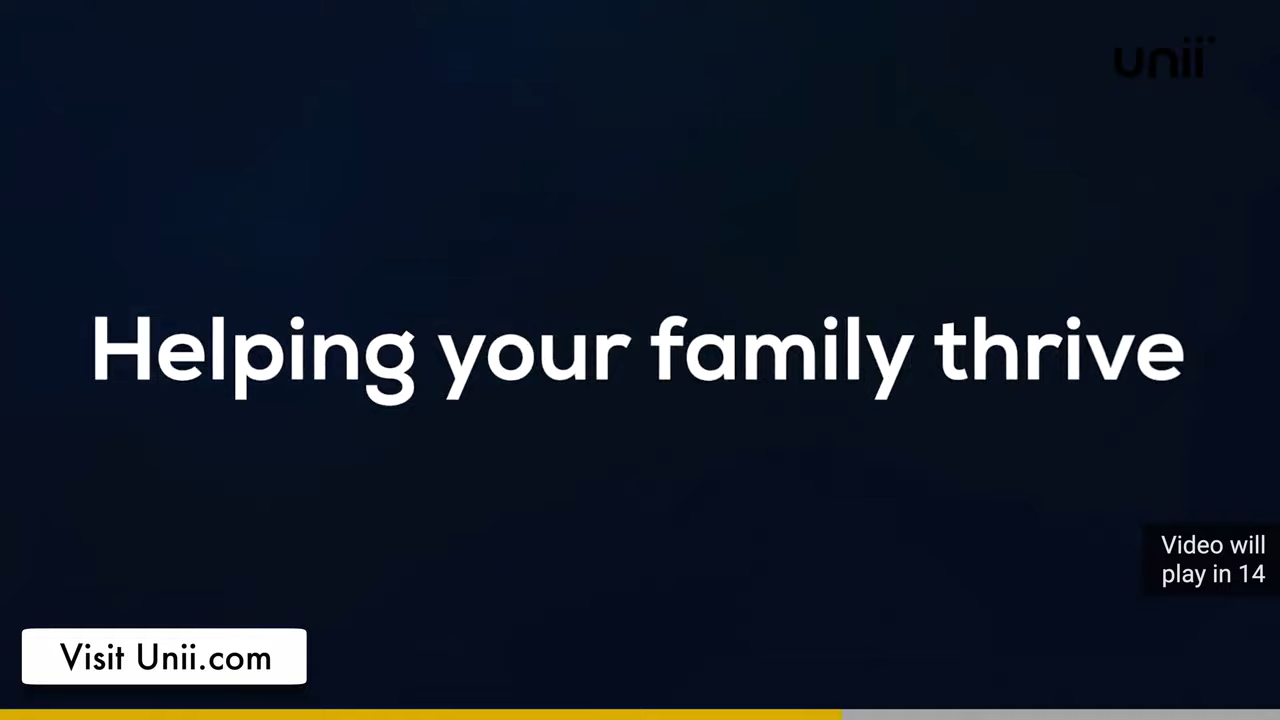 unii
Helping your family thrive
Video will
play in 14
Visit Unii.com